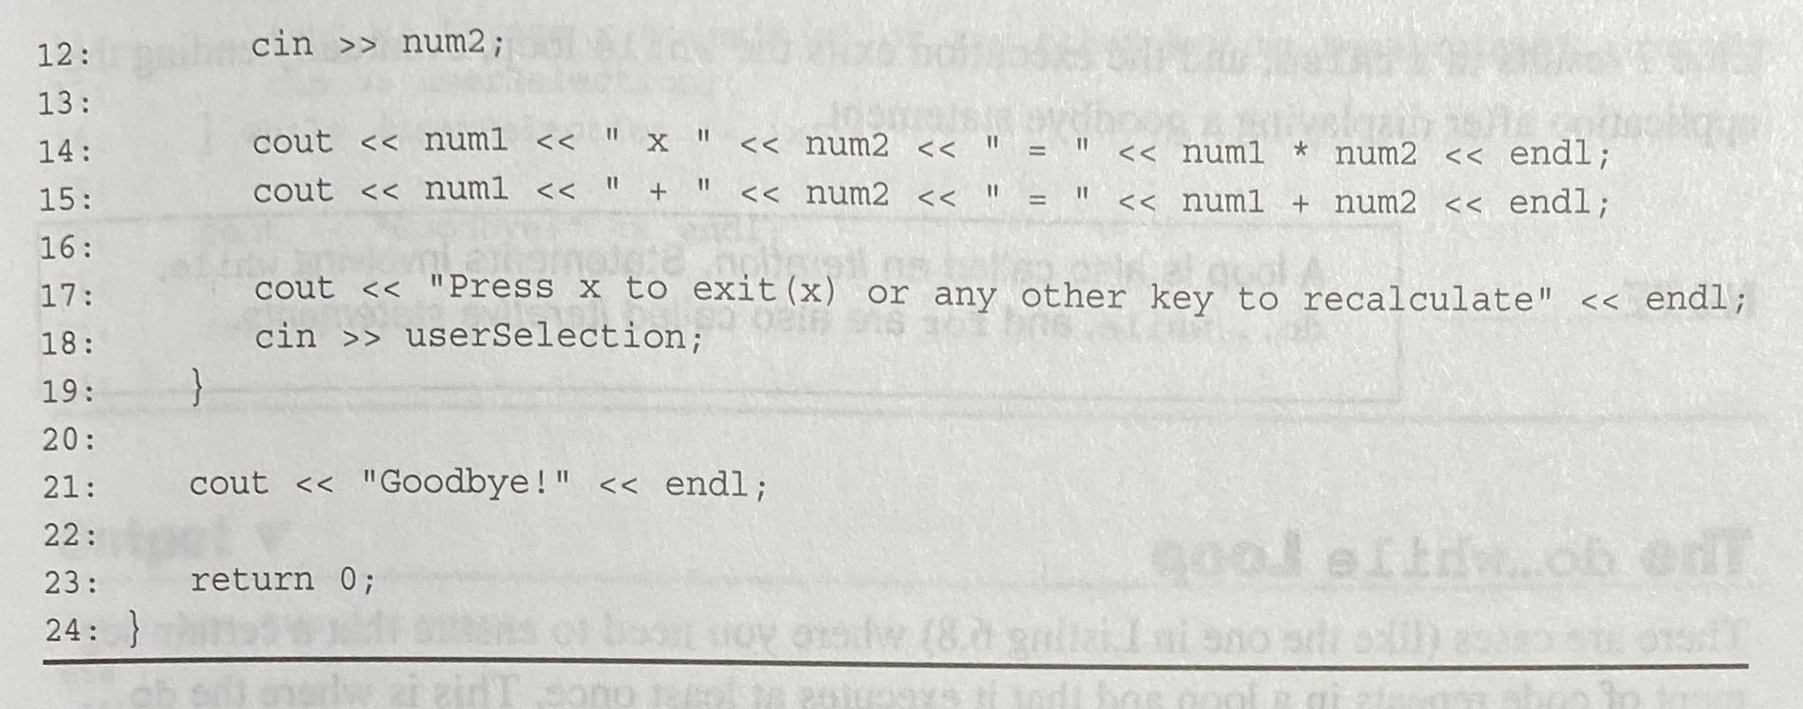 12:         cin >> num2;
13:
14:         cout << num1 << " x " << num2 << " = " << num1 * num2 << endl;
15:         cout << num1 << " + " << num2 << " = " << num1 + num2 << endl;
16:
17:         cout << "Press x to exit(x) or any other key to recalculate" << endl;
18:         cin >> userSelection;
19:     }
20:
21:     cout << "Goodbye!" << endl;
22:
23:     return 0;
24: }